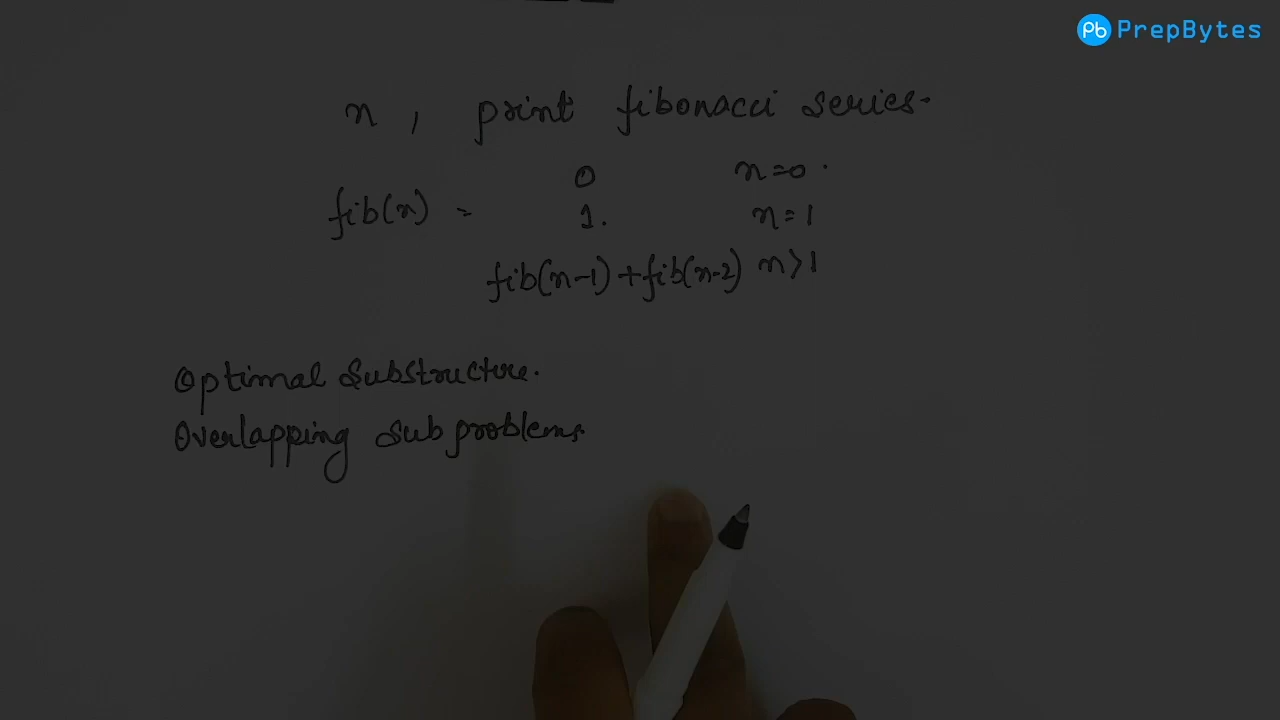 PrepBytes
n, print fibonacci series.
0 n=0.
fib(n) = 1. n=1
fib(n-1)+fib(n-2) n>1
Optimal Substructure.
Overlapping Subproblems.